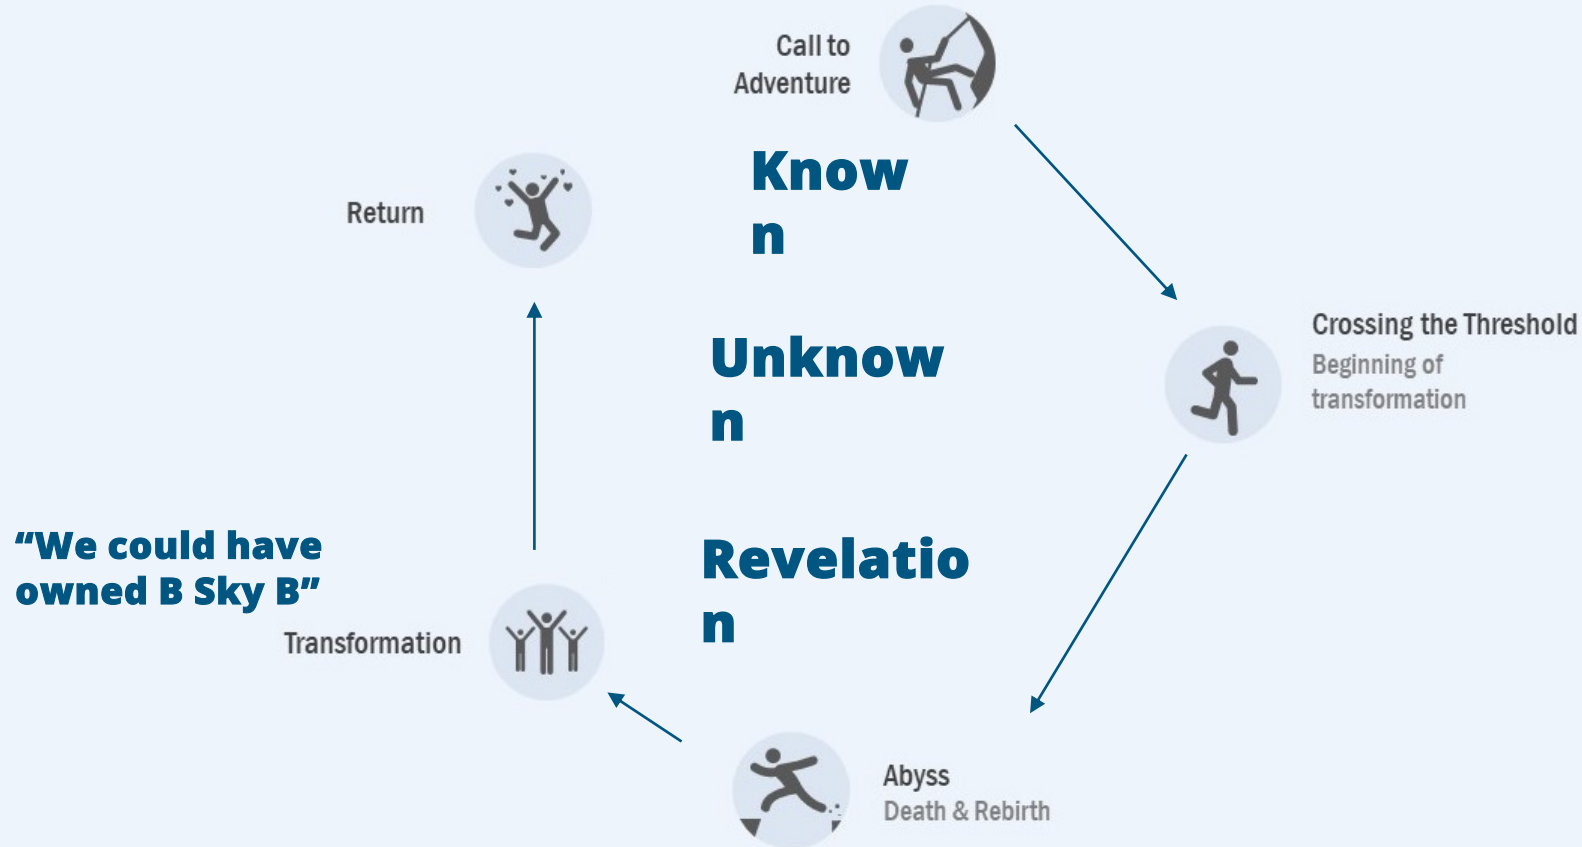 Call to
Adventure
Know
n
Return
Crossing the Threshold
Beginning of
transformation
Unknow
n
“We could have
owned B Sky B”
Revelatio
n
Transformation
Abyss
Death & Rebirth